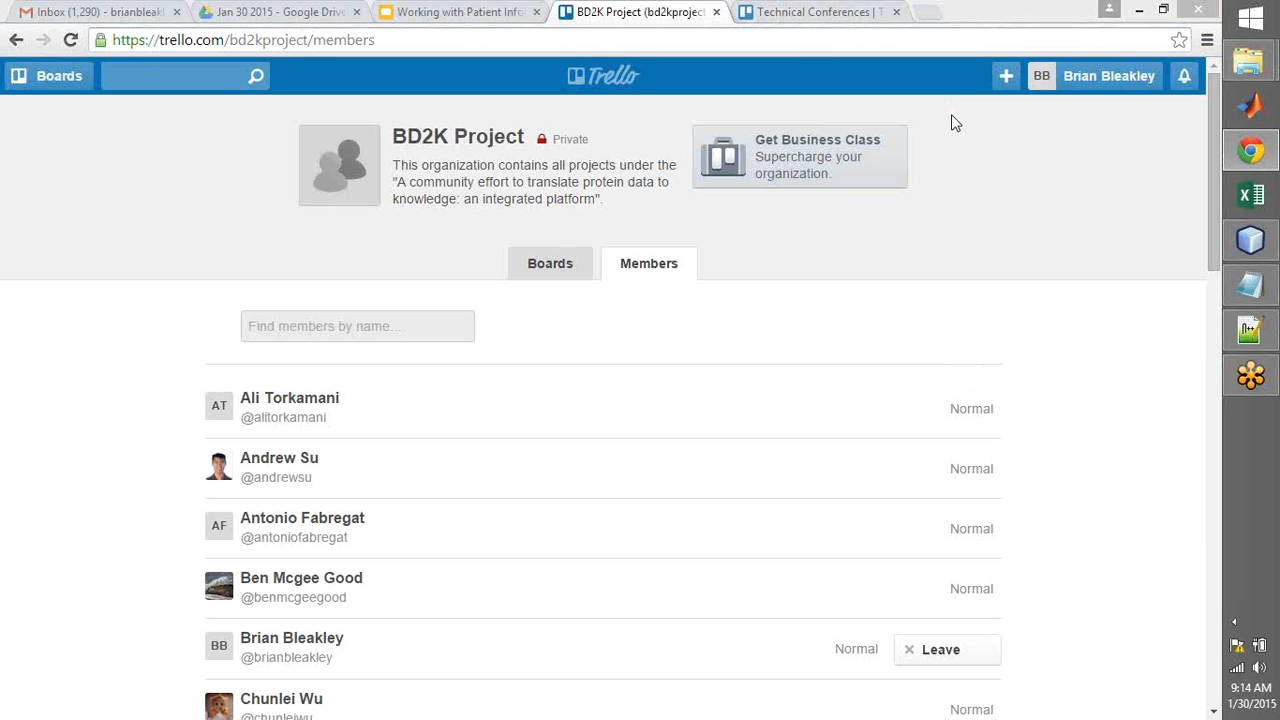 Inbox (1,290) - brianbleakl
Jan 30 2015 - Google Drive
Working with Patient Info
BD2K Project (bd2kproject
Technical Conferences | T
https://trello.com/bd2kproject/members
Boards
Trello
BB
Brian Bleakley
BD2K Project
Private
This organization contains all projects under the
"A community effort to translate protein data to
knowledge: an integrated platform".
Get Business Class
Supercharge your
organization.
Boards
Members
Find members by name…
AT
Ali Torkamani
@alitorkamani
Normal
Andrew Su
@andrewsu
Normal
AF
Antonio Fabregat
@antoniofabregat
Normal
Ben Mcgee Good
@benmcgeegood
Normal
BB
Brian Bleakley
@brianbleakley
Normal
Leave
Chunlei Wu
@chunleiwu
Normal
9:14 AM
1/30/2015